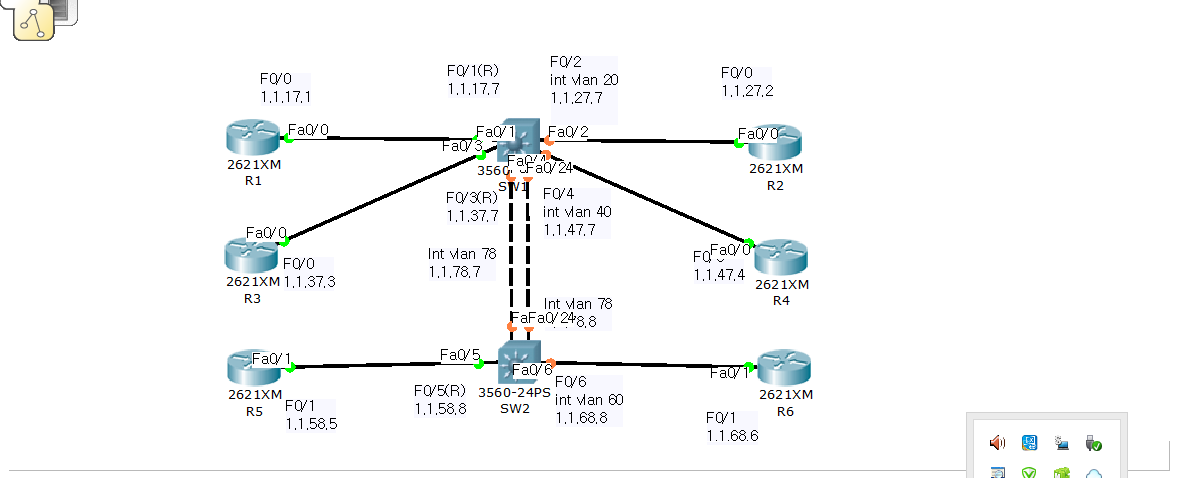 F0/0
1.1.17.1
F0/1(R)
1.1.17.7
F0/2
int vlan 20
1.1.27.7
F0/0
1.1.27.2
Fa0/0
Fa0/1
Fa0/2
Fa0/0
2621XM
R1
Fa0/3
Fa0/24
3560
SW1
2621XM
R2
F0/3(R)
1.1.37.7
F0/4
int vlan 40
1.1.47.7
Fa0/0
2621XM
R3
F0/0
1.1.37.3
Int vlan 78
1.1.78.7
Fa0/0
1.1.47.4
2621XM
R4
Int vlan 78
8.8
Fa0/24
Fa0/1
2621XM
R5
F0/1
1.1.58.5
Fa0/5
F0/5(R)
1.1.58.8
Fa0/6
3560-24PS
SW2
F0/6
int vlan 60
1.1.68.8
Fa0/1
2621XM
R6
F0/1
1.1.68.6